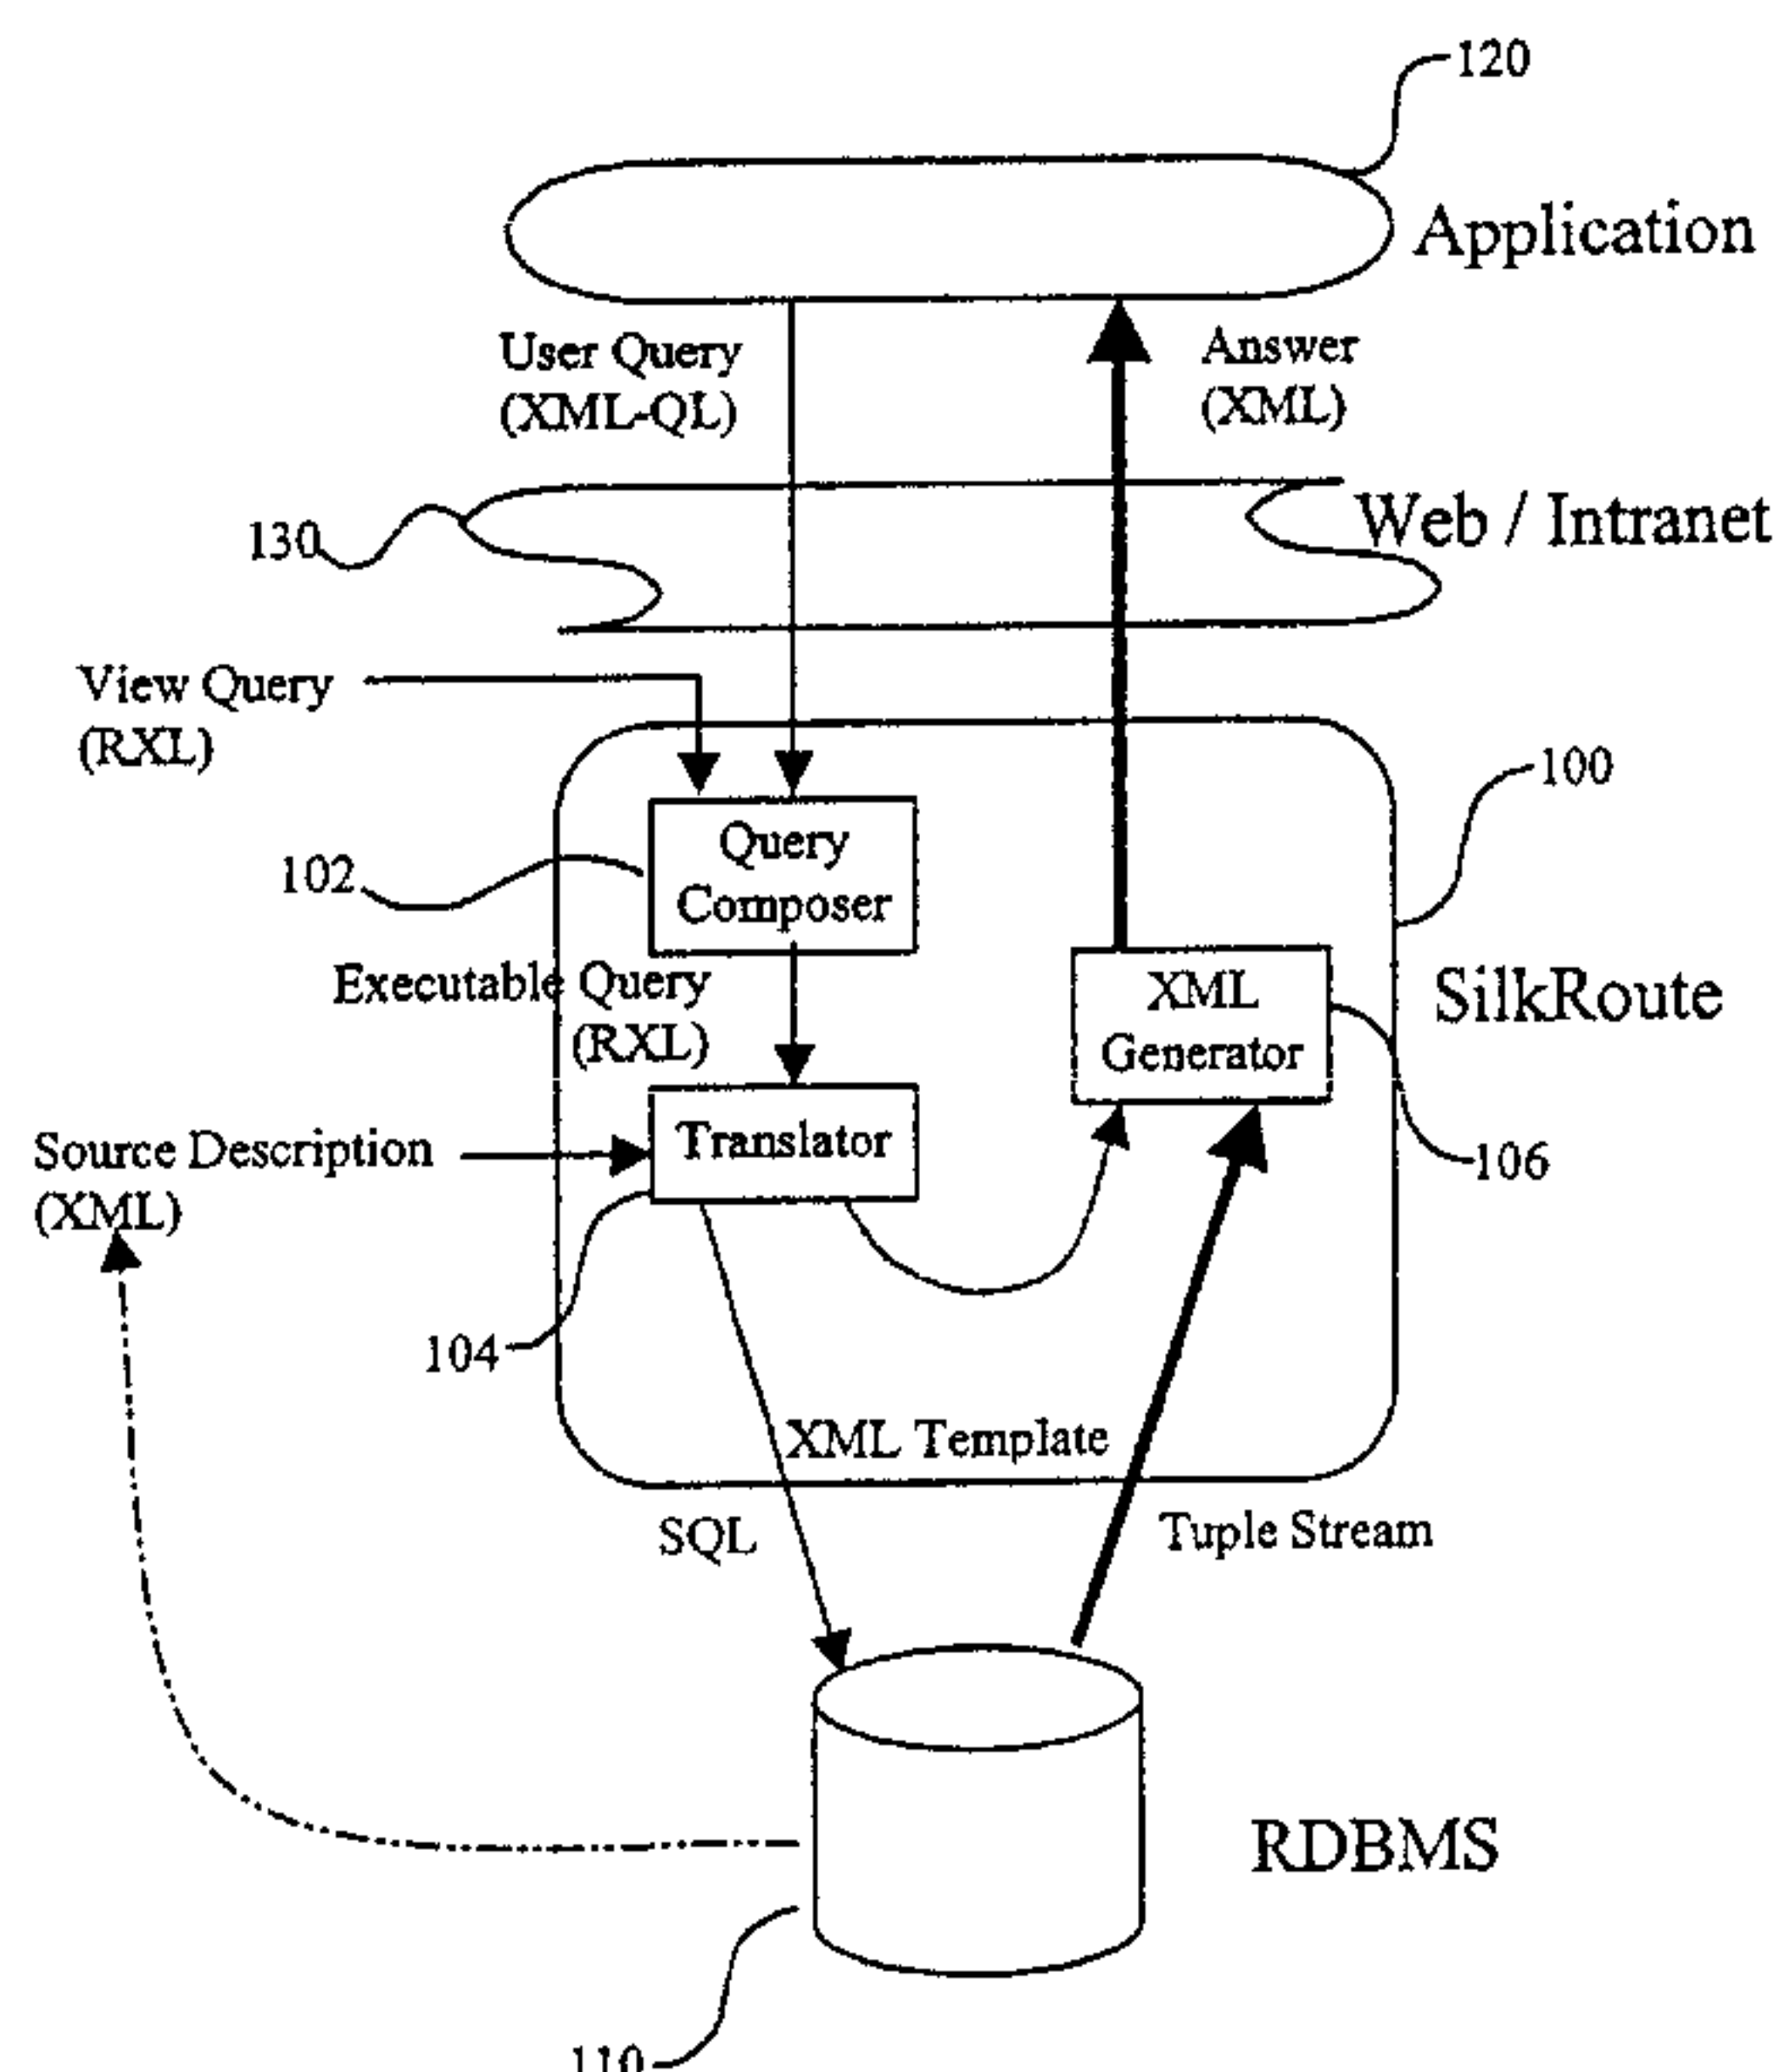 120
Application
User Query
(XML-QL)
Answer
(XML)
130
Web / Intranet
View Query
(RXL)
100
102
Query
Composer
Executable Query
(RXL)
XML
Generator
SilkRoute
Source Description
(XML)
Translator
106
104
XML Template
SQL
Tuple Stream
RDBMS
110